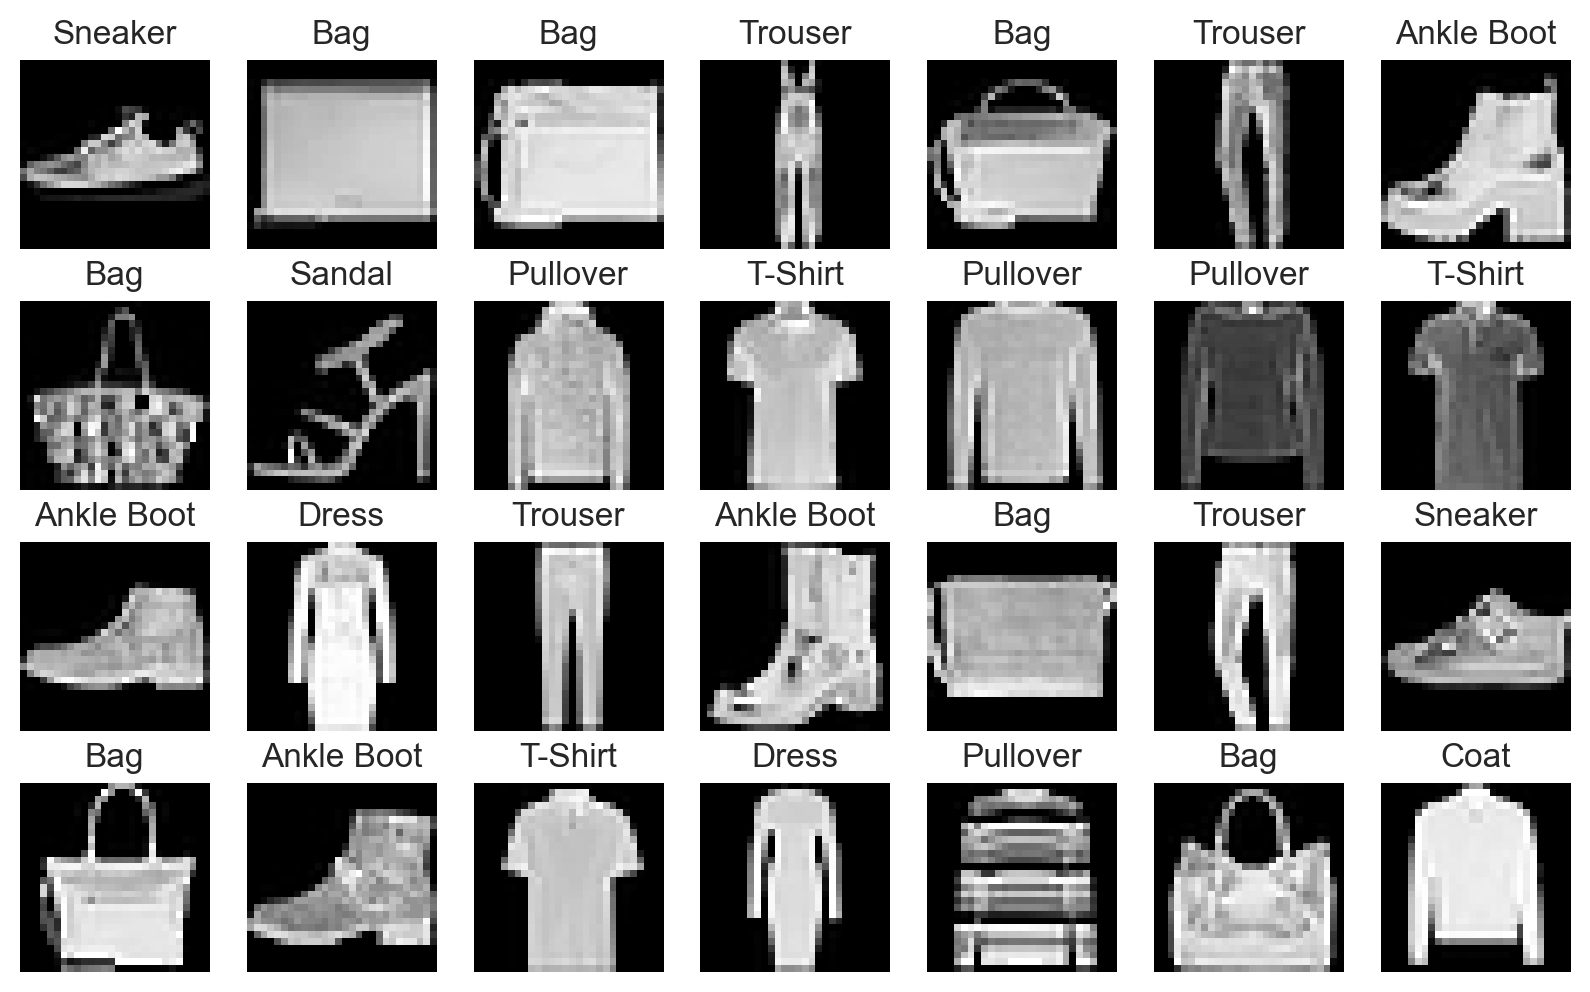 Sneaker Bag Bag Trouser Bag Trouser Ankle Boot
Bag Sandal Pullover T-Shirt Pullover Pullover T-Shirt
Ankle Boot Dress Trouser Ankle Boot Bag Trouser Sneaker
Bag Ankle Boot T-Shirt Dress Pullover Bag Coat